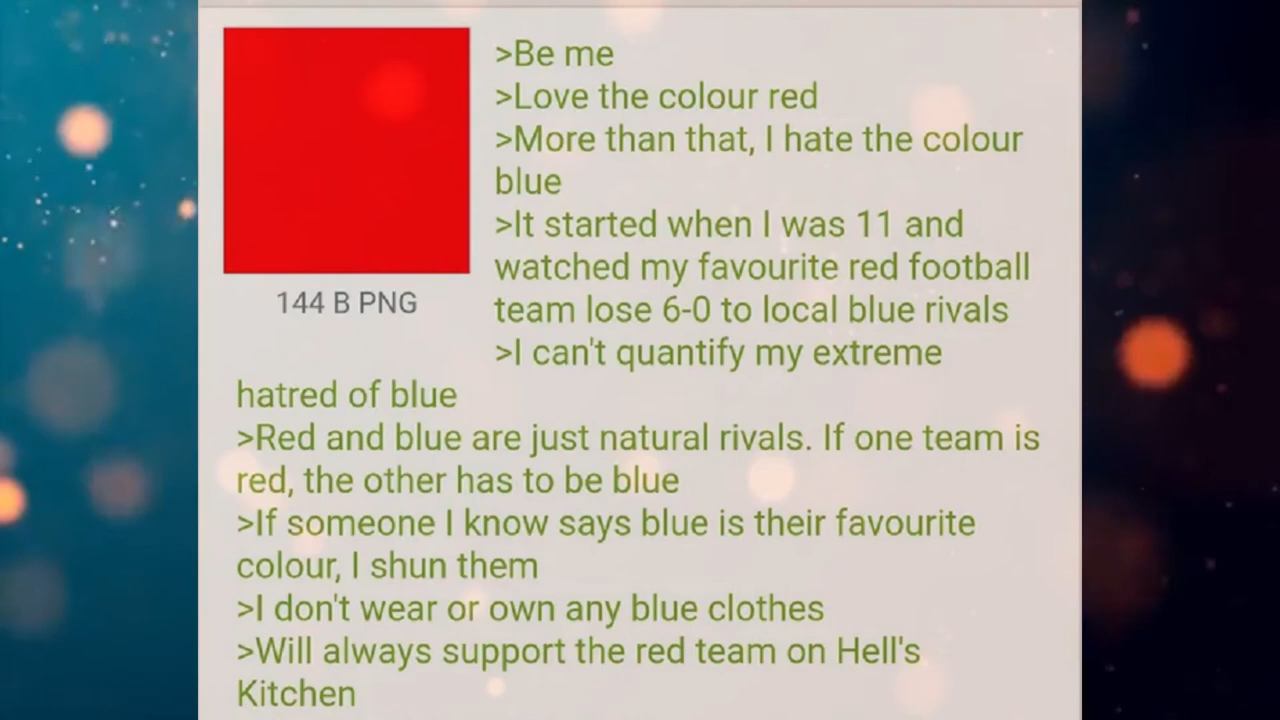 >Be me
>Love the colour red
>More than that, I hate the colour
blue
>It started when I was 11 and
watched my favourite red football
team lose 6-0 to local blue rivals
144 B PNG
>I can't quantify my extreme
hatred of blue
>Red and blue are just natural rivals. If one team is
red, the other has to be blue
>If someone I know says blue is their favourite
colour, I shun them
>I don't wear or own any blue clothes
>Will always support the red team on Hell's
Kitchen